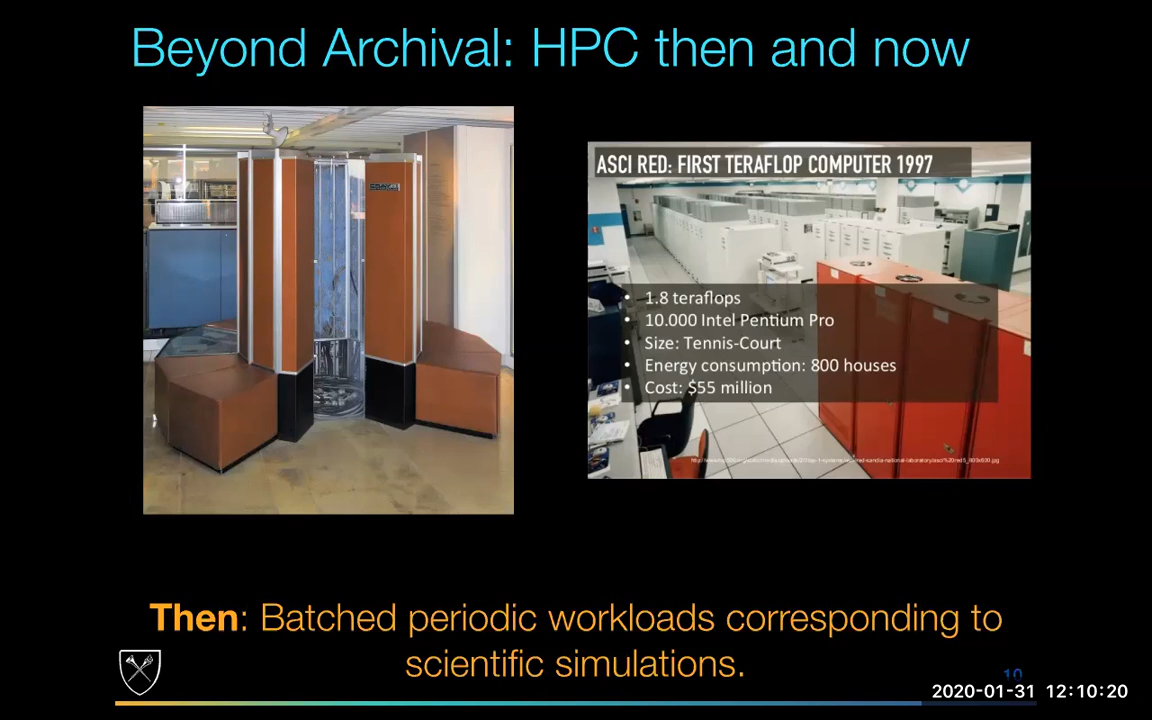 Beyond Archival: HPC then and now
ASCI RED: FIRST TERAFLOP COMPUTER 1997
• 1.8 teraflops
• 10.000 Intel Pentium Pro
• Size: Tennis-Court
• Energy consumption: 800 houses
• Cost: $55 million
Then: Batched periodic workloads corresponding to
scientific simulations.
10
2020-01-31 12:10:20